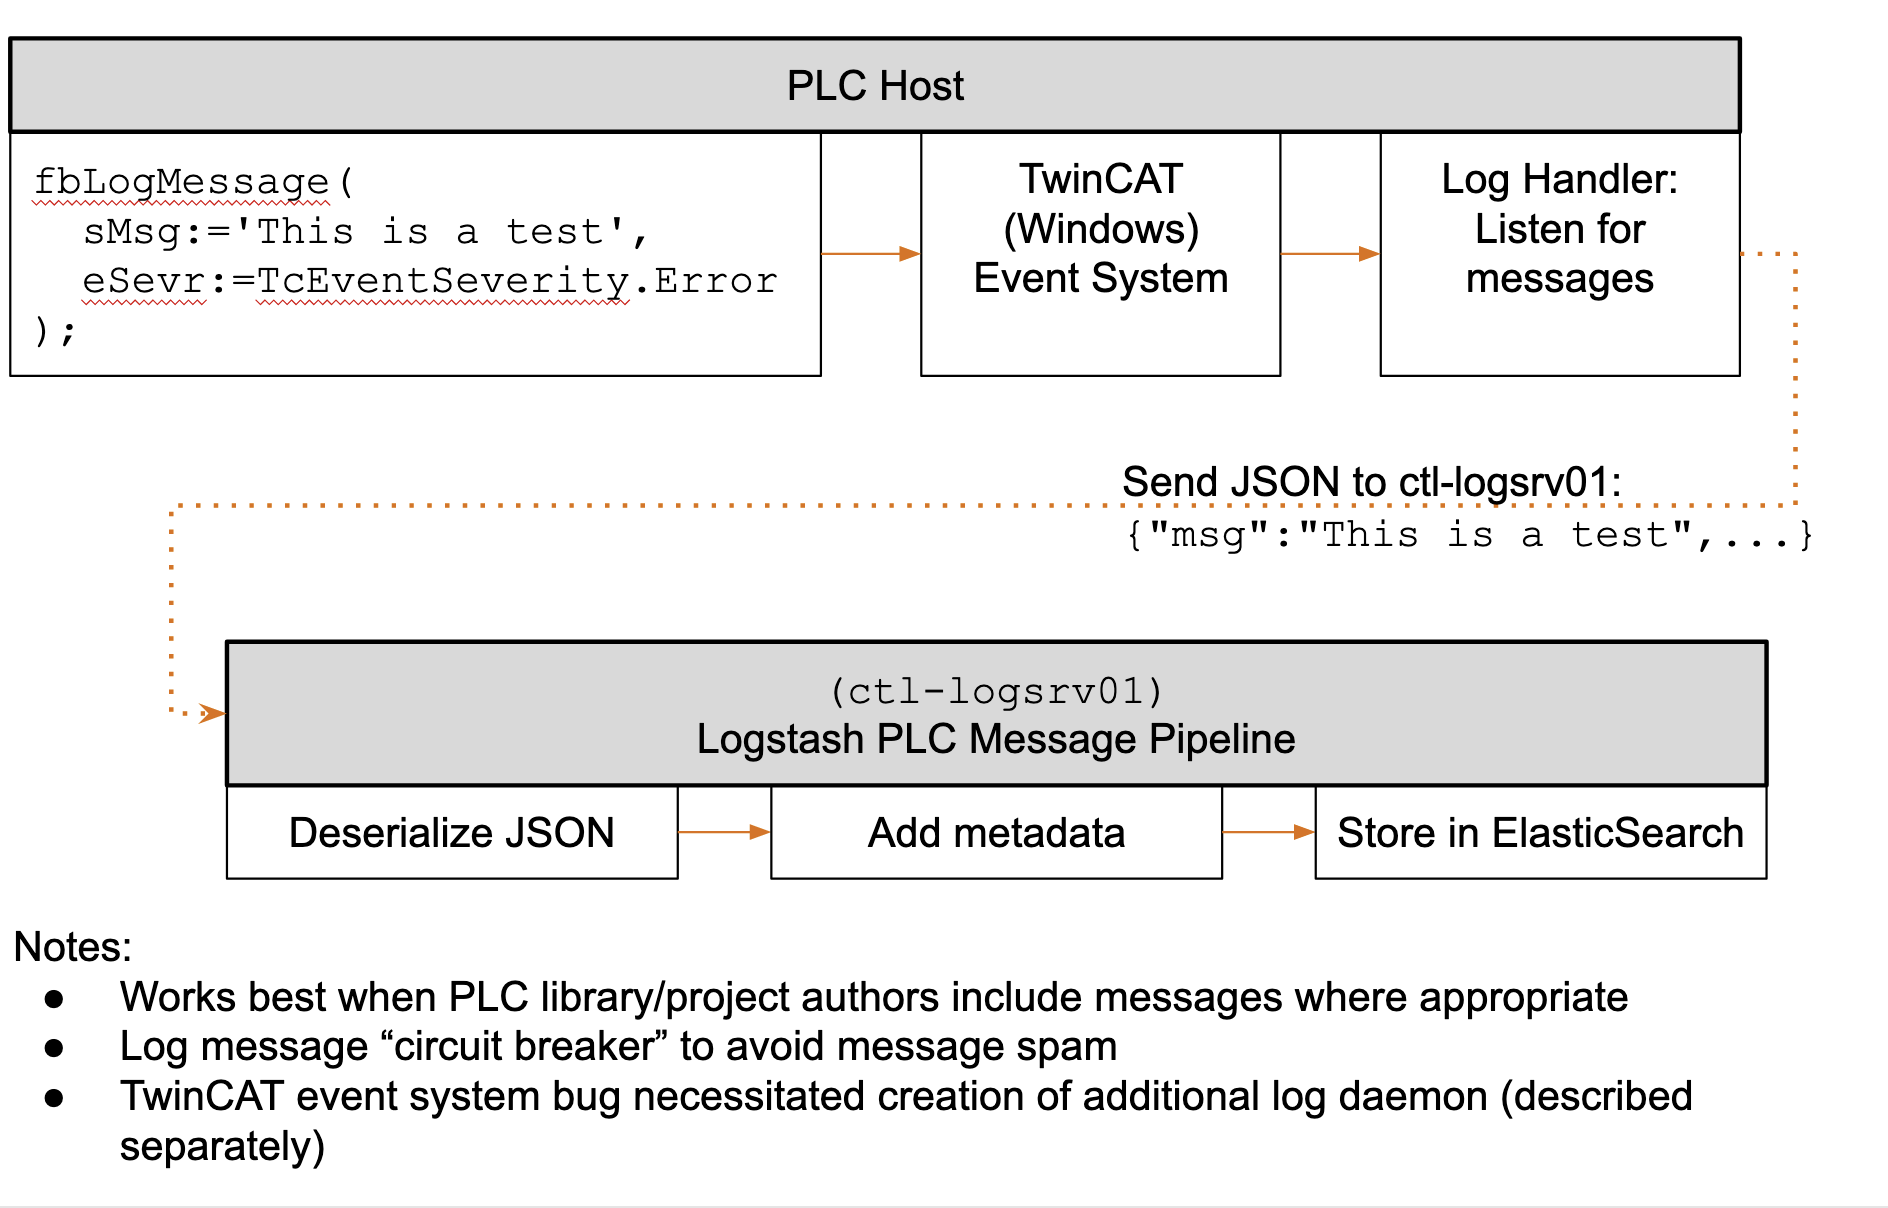 PLC Host
fbLogMessage(
sMsg:='This is a test',
eSevr:=TcEventSeverity.Error
);
TwinCAT
(Windows)
Event System
Log Handler:
Listen for
messages
Send JSON to ctl-logsrv01:
{"msg":"This is a test",...}
(ctl-logsrv01)
Logstash PLC Message Pipeline
Deserialize JSON
Add metadata
Store in ElasticSearch
Notes:
● Works best when PLC library/project authors include messages where appropriate
● Log message “circuit breaker” to avoid message spam
● TwinCAT event system bug necessitated creation of additional log daemon (described
separately)